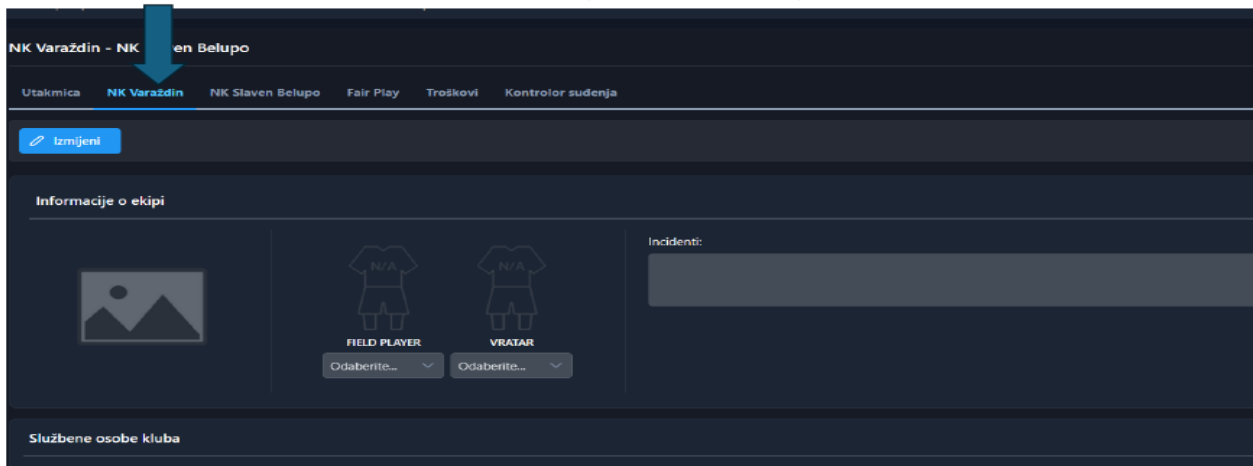 NK Varaždin - NK en Belupo
Utakmica NK Varaždin NK Slaven Belupo Fair Play Troškovi Kontrolor suđenja
Izmijeni
Informacije o ekipi
Incidenti:
N/A N/A
FIELD PLAYER VRATAR
Odaberite... Odaberite...
Službene osobe kluba